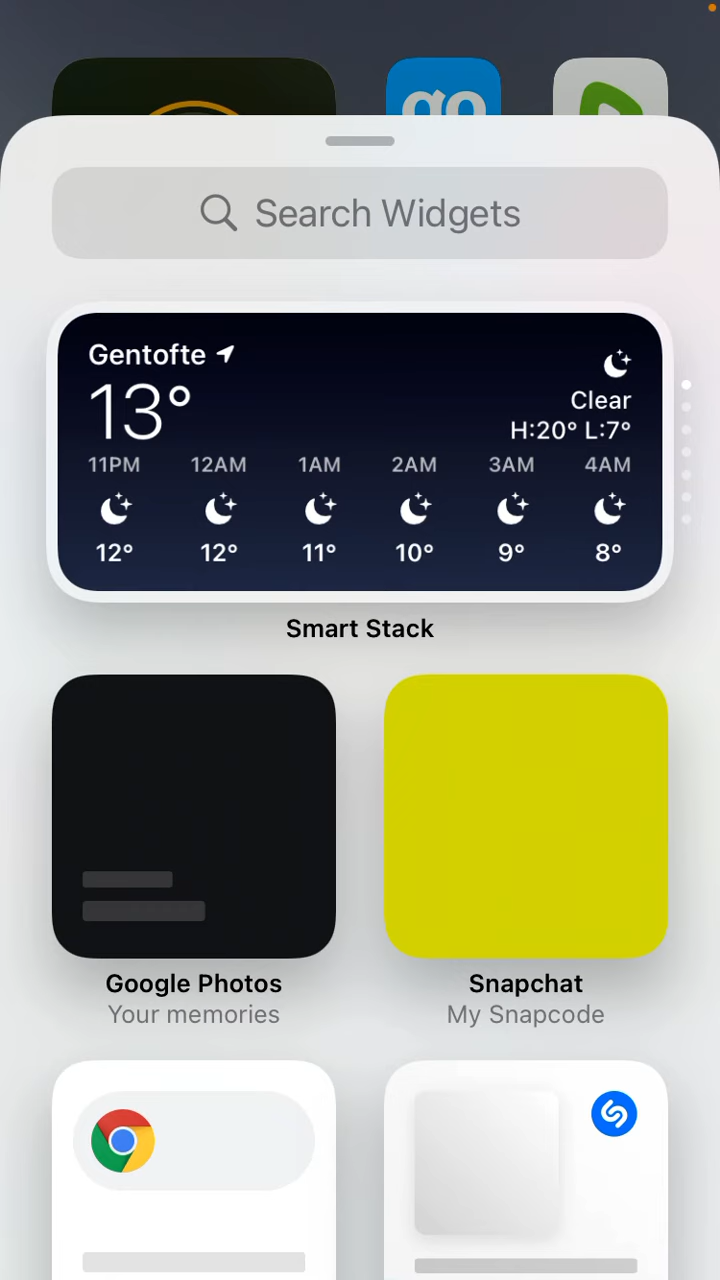 go
Search Widgets
Gentofte
13°
Clear
H:20° L:7°
11PM 12AM 1AM 2AM 3AM 4AM
12° 12° 11° 10° 9° 8°
Smart Stack
Google Photos Snapchat
Your memories My Snapcode